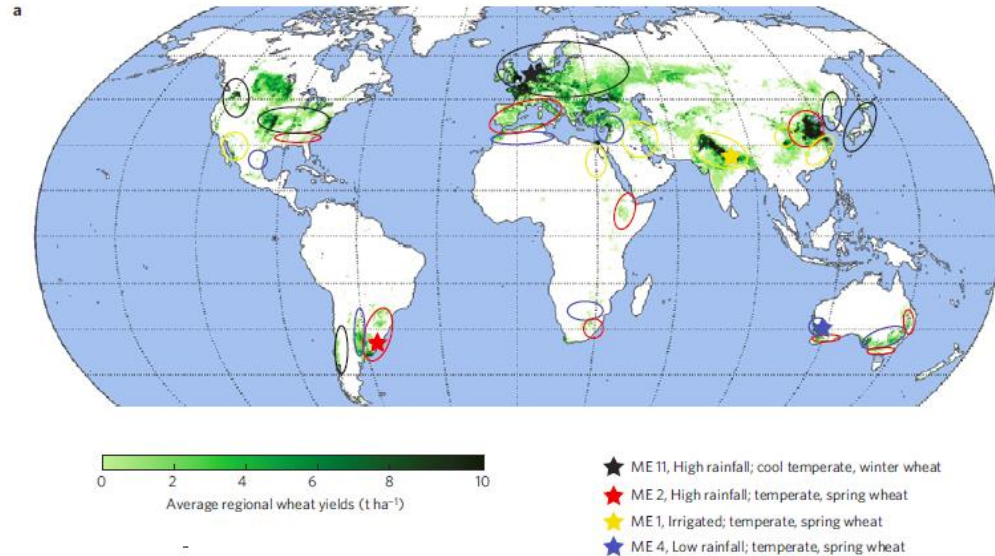 a
0 2 4 6 8 10
Average regional wheat yields (t ha⁻¹)
ME 11, High rainfall; cool temperate, winter wheat
ME 2, High rainfall; temperate, spring wheat
ME 1, Irrigated; temperate, spring wheat
ME 4, Low rainfall; temperate, spring wheat